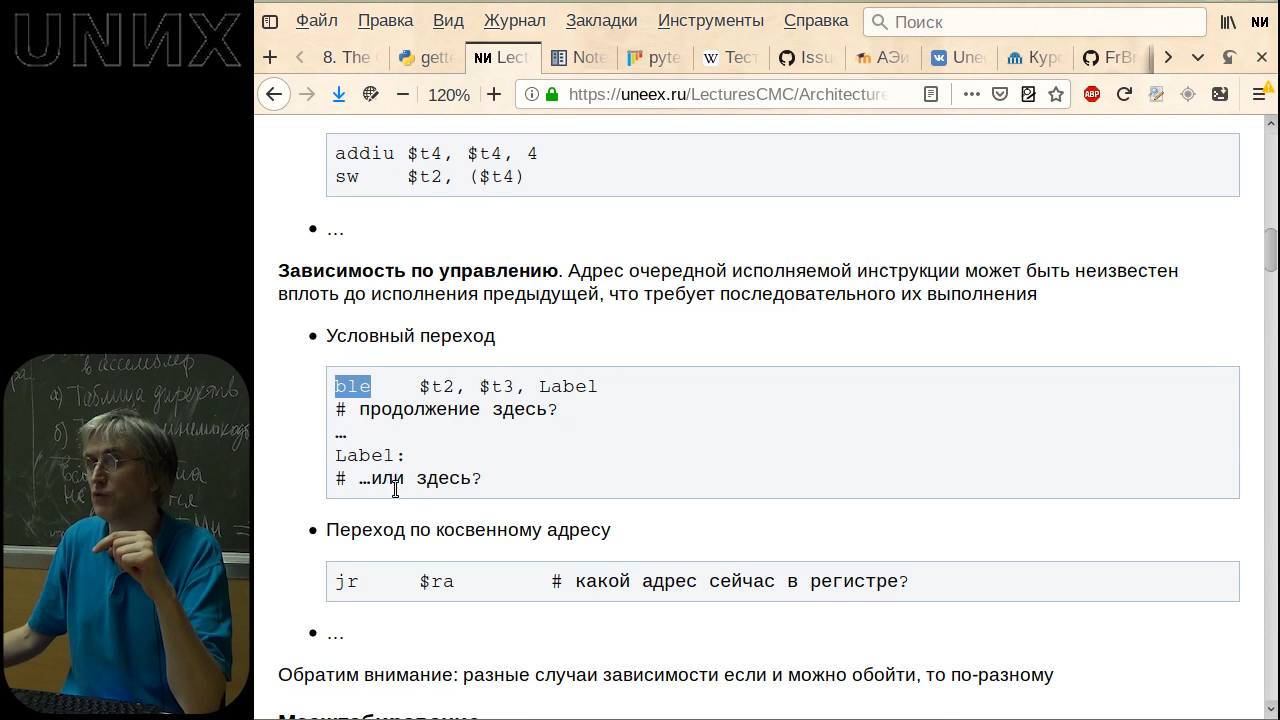 UNИX
Файл Правка Вид Журнал Закладки Инструменты Справка Поиск
8. The gette NИ Lect Note pyte W Тест Issu АЭи Une Кур FrBr
120% https://uneex.ru/LecturesCMC/Architecture ABP
addiu $t4, $t4, 4
sw $t2, ($t4)
• …
Зависимость по управлению. Адрес очередной исполняемой инструкции может быть неизвестен
вплоть до исполнения предыдущей, что требует последовательного их выполнения
• Условный переход
ble $t2, $t3, Label
# продолжение здесь?
…
Label:
# …или здесь?
• Переход по косвенному адресу
jr $ra # какой адрес сейчас в регистре?
• …
Обратим внимание: разные случаи зависимости если и можно обойти, то по-разному
Масштабирование
в ассемблер
а) Таблица директив
б)